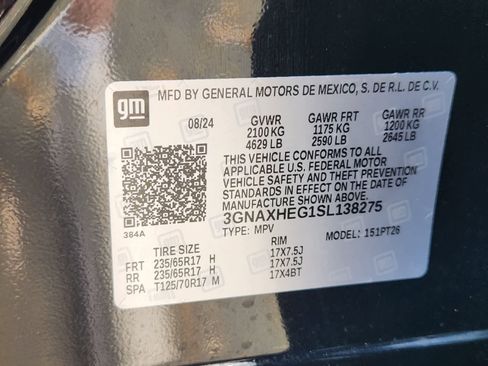 gm
MFD BY GENERAL MOTORS DE MEXICO, S. DE R.L. DE C.V.
08/24 GVWR GAWR FRT GAWR RR
2100 KG 1175 KG 1200 KG
4629 LB 2590 LB 2645 LB
THIS VEHICLE CONFORMS TO ALL
APPLICABLE U.S. FEDERAL MOTOR
VEHICLE SAFETY AND THEFT PREVENTION
STANDARDS IN EFFECT ON THE DATE OF
MANUFACTURE SHOWN ABOVE.
3GNAXHEG1SL138275
384A TYPE: MPV MODEL: 1S1PT26
TIRE SIZE RIM
FRT 235/65R17 H 17X7.5J
RR 235/65R17 H 17X7.5J
SPA T125/70R17 M 17X4BT